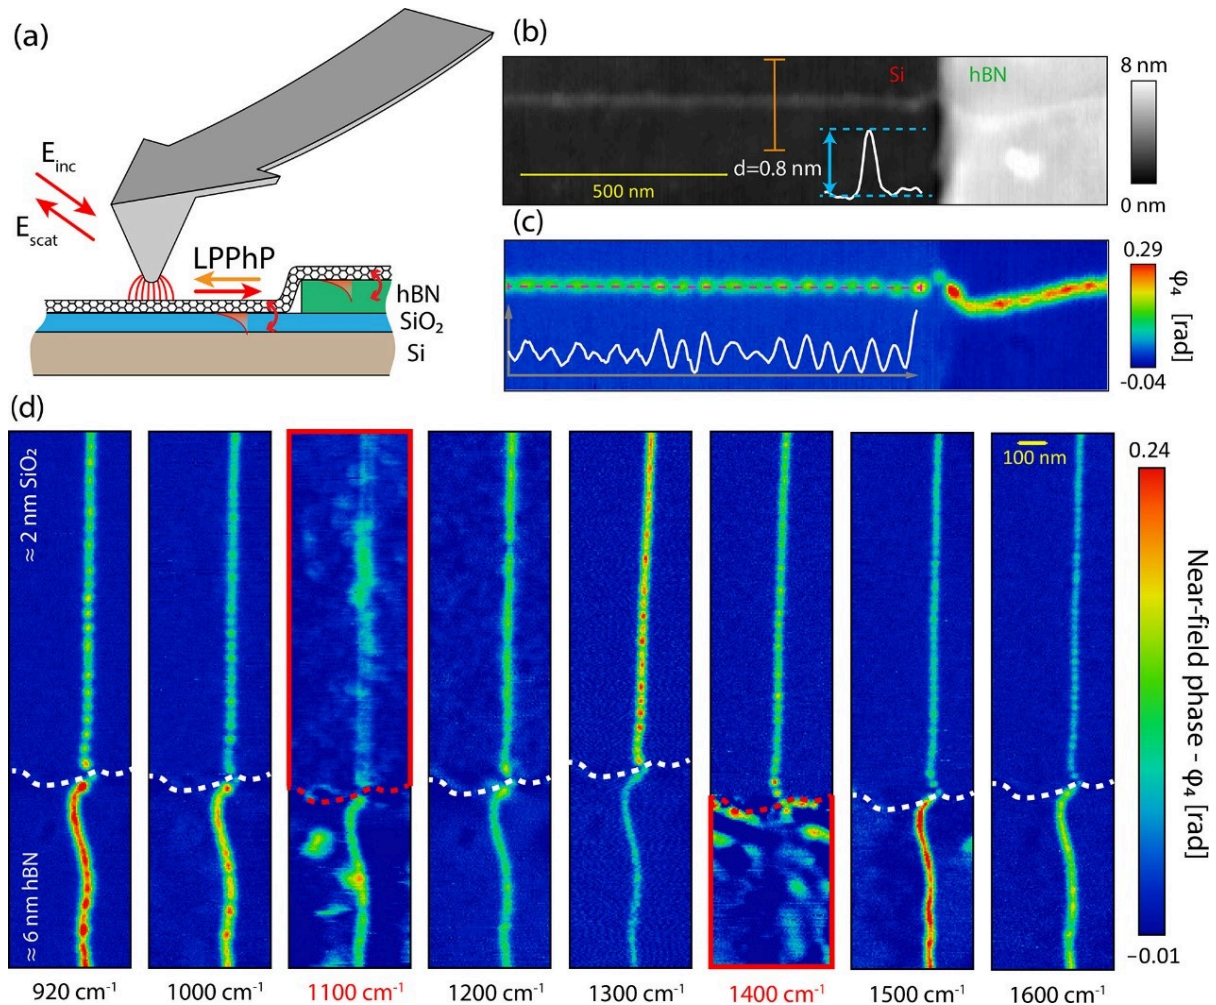 (a)
E_inc
E_scat
LPPhP
hBN
SiO₂
Si
(b)
Si
hBN
d=0.8 nm
500 nm
8 nm
0 nm
(c)
0.29
φ₄ [rad]
-0.04
(d)
≈ 2 nm SiO₂
≈ 6 nm hBN
100 nm
0.24
Near-field phase - φ₄ [rad]
−0.01
920 cm⁻¹
1000 cm⁻¹
1100 cm⁻¹
1200 cm⁻¹
1300 cm⁻¹
1400 cm⁻¹
1500 cm⁻¹
1600 cm⁻¹